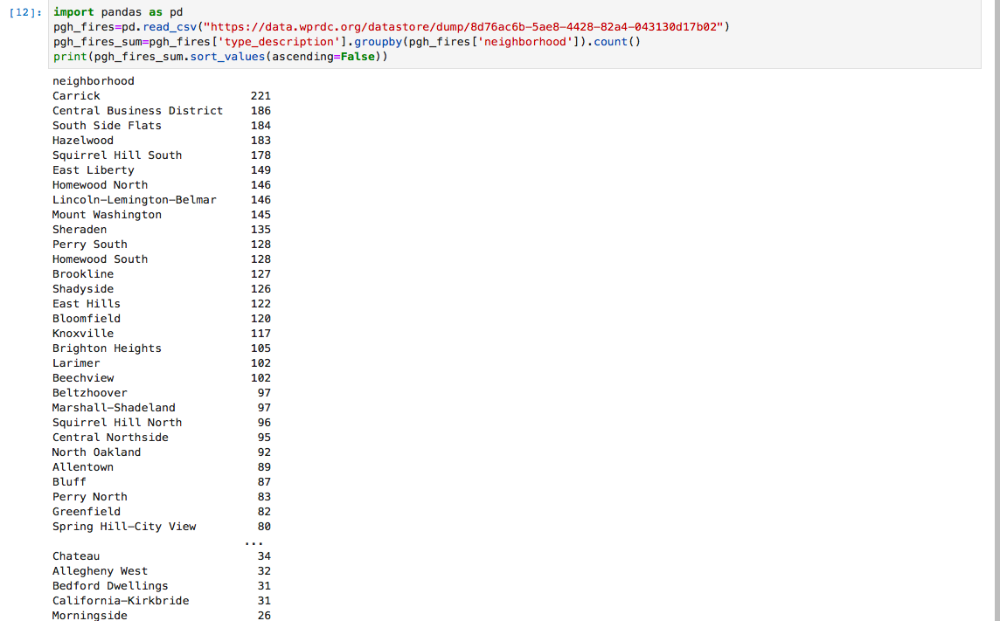 [12]: import pandas as pd
pgh_fires=pd.read_csv("https://data.wprdc.org/datastore/dump/8d76ac6b-5ae8-4428-82a4-043130d17b02")
pgh_fires_sum=pgh_fires['type_description'].groupby(pgh_fires['neighborhood']).count()
print(pgh_fires_sum.sort_values(ascending=False))
neighborhood
Carrick 221
Central Business District 186
South Side Flats 184
Hazelwood 183
Squirrel Hill South 178
East Liberty 149
Homewood North 146
Lincoln-Lemington-Belmar 146
Mount Washington 145
Sheraden 135
Perry South 128
Homewood South 128
Brookline 127
Shadyside 126
East Hills 122
Bloomfield 120
Knoxville 117
Brighton Heights 105
Larimer 102
Beechview 102
Beltzhoover 97
Marshall-Shadeland 97
Squirrel Hill North 96
Central Northside 95
North Oakland 92
Allentown 89
Bluff 87
Perry North 83
Greenfield 82
Spring Hill-City View 80
...
Chateau 34
Allegheny West 32
Bedford Dwellings 31
California-Kirkbride 31
Morningside 26